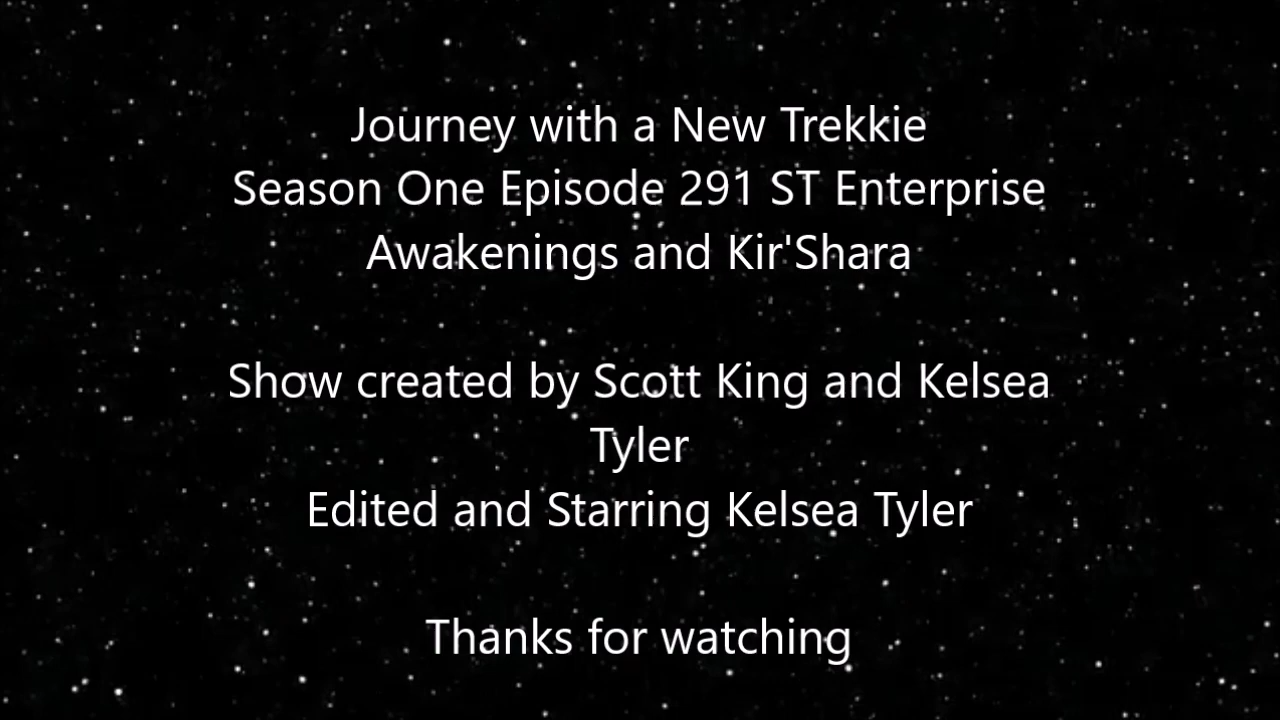 Journey with a New Trekkie
Season One Episode 291 ST Enterprise
Awakenings and Kir'Shara
Show created by Scott King and Kelsea
Tyler
Edited and Starring Kelsea Tyler
Thanks for watching